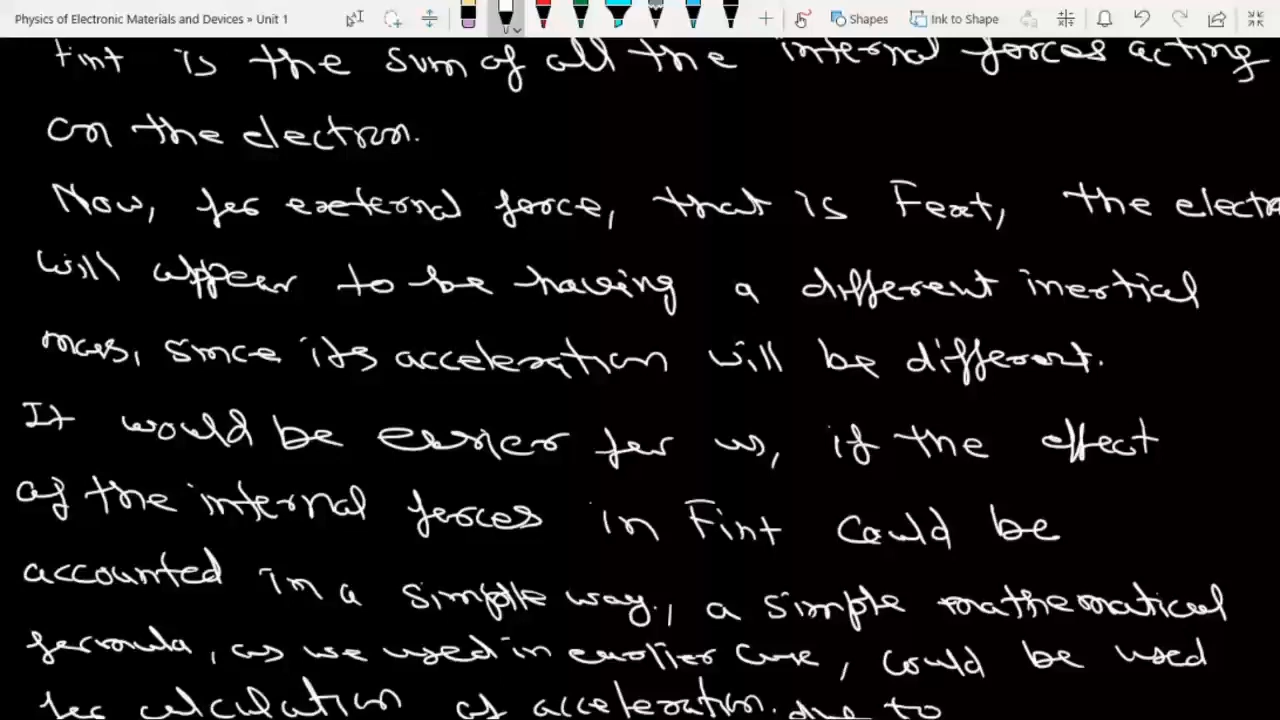 Physics of Electronic Materials and Devices » Unit 1
Shapes
Ink to Shape
Fint is the sum of all the internal forces acting
on the electron.
Now, for external force, that is Fext, the electro
will appear to be having a different inertial
mass, since its acceleration will be different.
It would be easier for us, if the effect
of the internal forces in Fint could be
accounted in a simple way, a simple mathematical
formula, as we used in earlier case, could be used
for calculation of acceleration due to